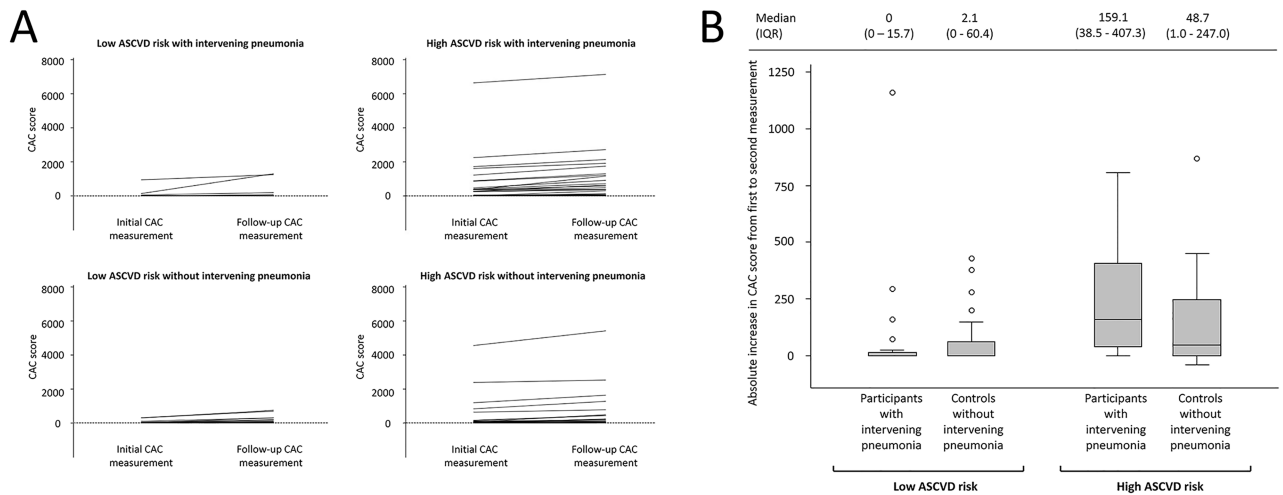 A
Low ASCVD risk with intervening pneumonia
CAC score
8000
6000
4000
2000
0
Initial CAC
measurement
Follow-up CAC
measurement
High ASCVD risk with intervening pneumonia
CAC score
8000
6000
4000
2000
0
Initial CAC
measurement
Follow-up CAC
measurement
Low ASCVD risk without intervening pneumonia
CAC score
8000
6000
4000
2000
0
Initial CAC
measurement
Follow-up CAC
measurement
High ASCVD risk without intervening pneumonia
CAC score
8000
6000
4000
2000
0
Initial CAC
measurement
Follow-up CAC
measurement
B
Median
(IQR)
0
(0 – 15.7)
2.1
(0 - 60.4)
159.1
(38.5 - 407.3)
48.7
(1.0 - 247.0)
Absolute increase in CAC score from first to second measurement
1250
1000
750
500
250
0
Participants
with
intervening
pneumonia
Controls
without
intervening
pneumonia
Participants
with
intervening
pneumonia
Controls
without
intervening
pneumonia
Low ASCVD risk
High ASCVD risk